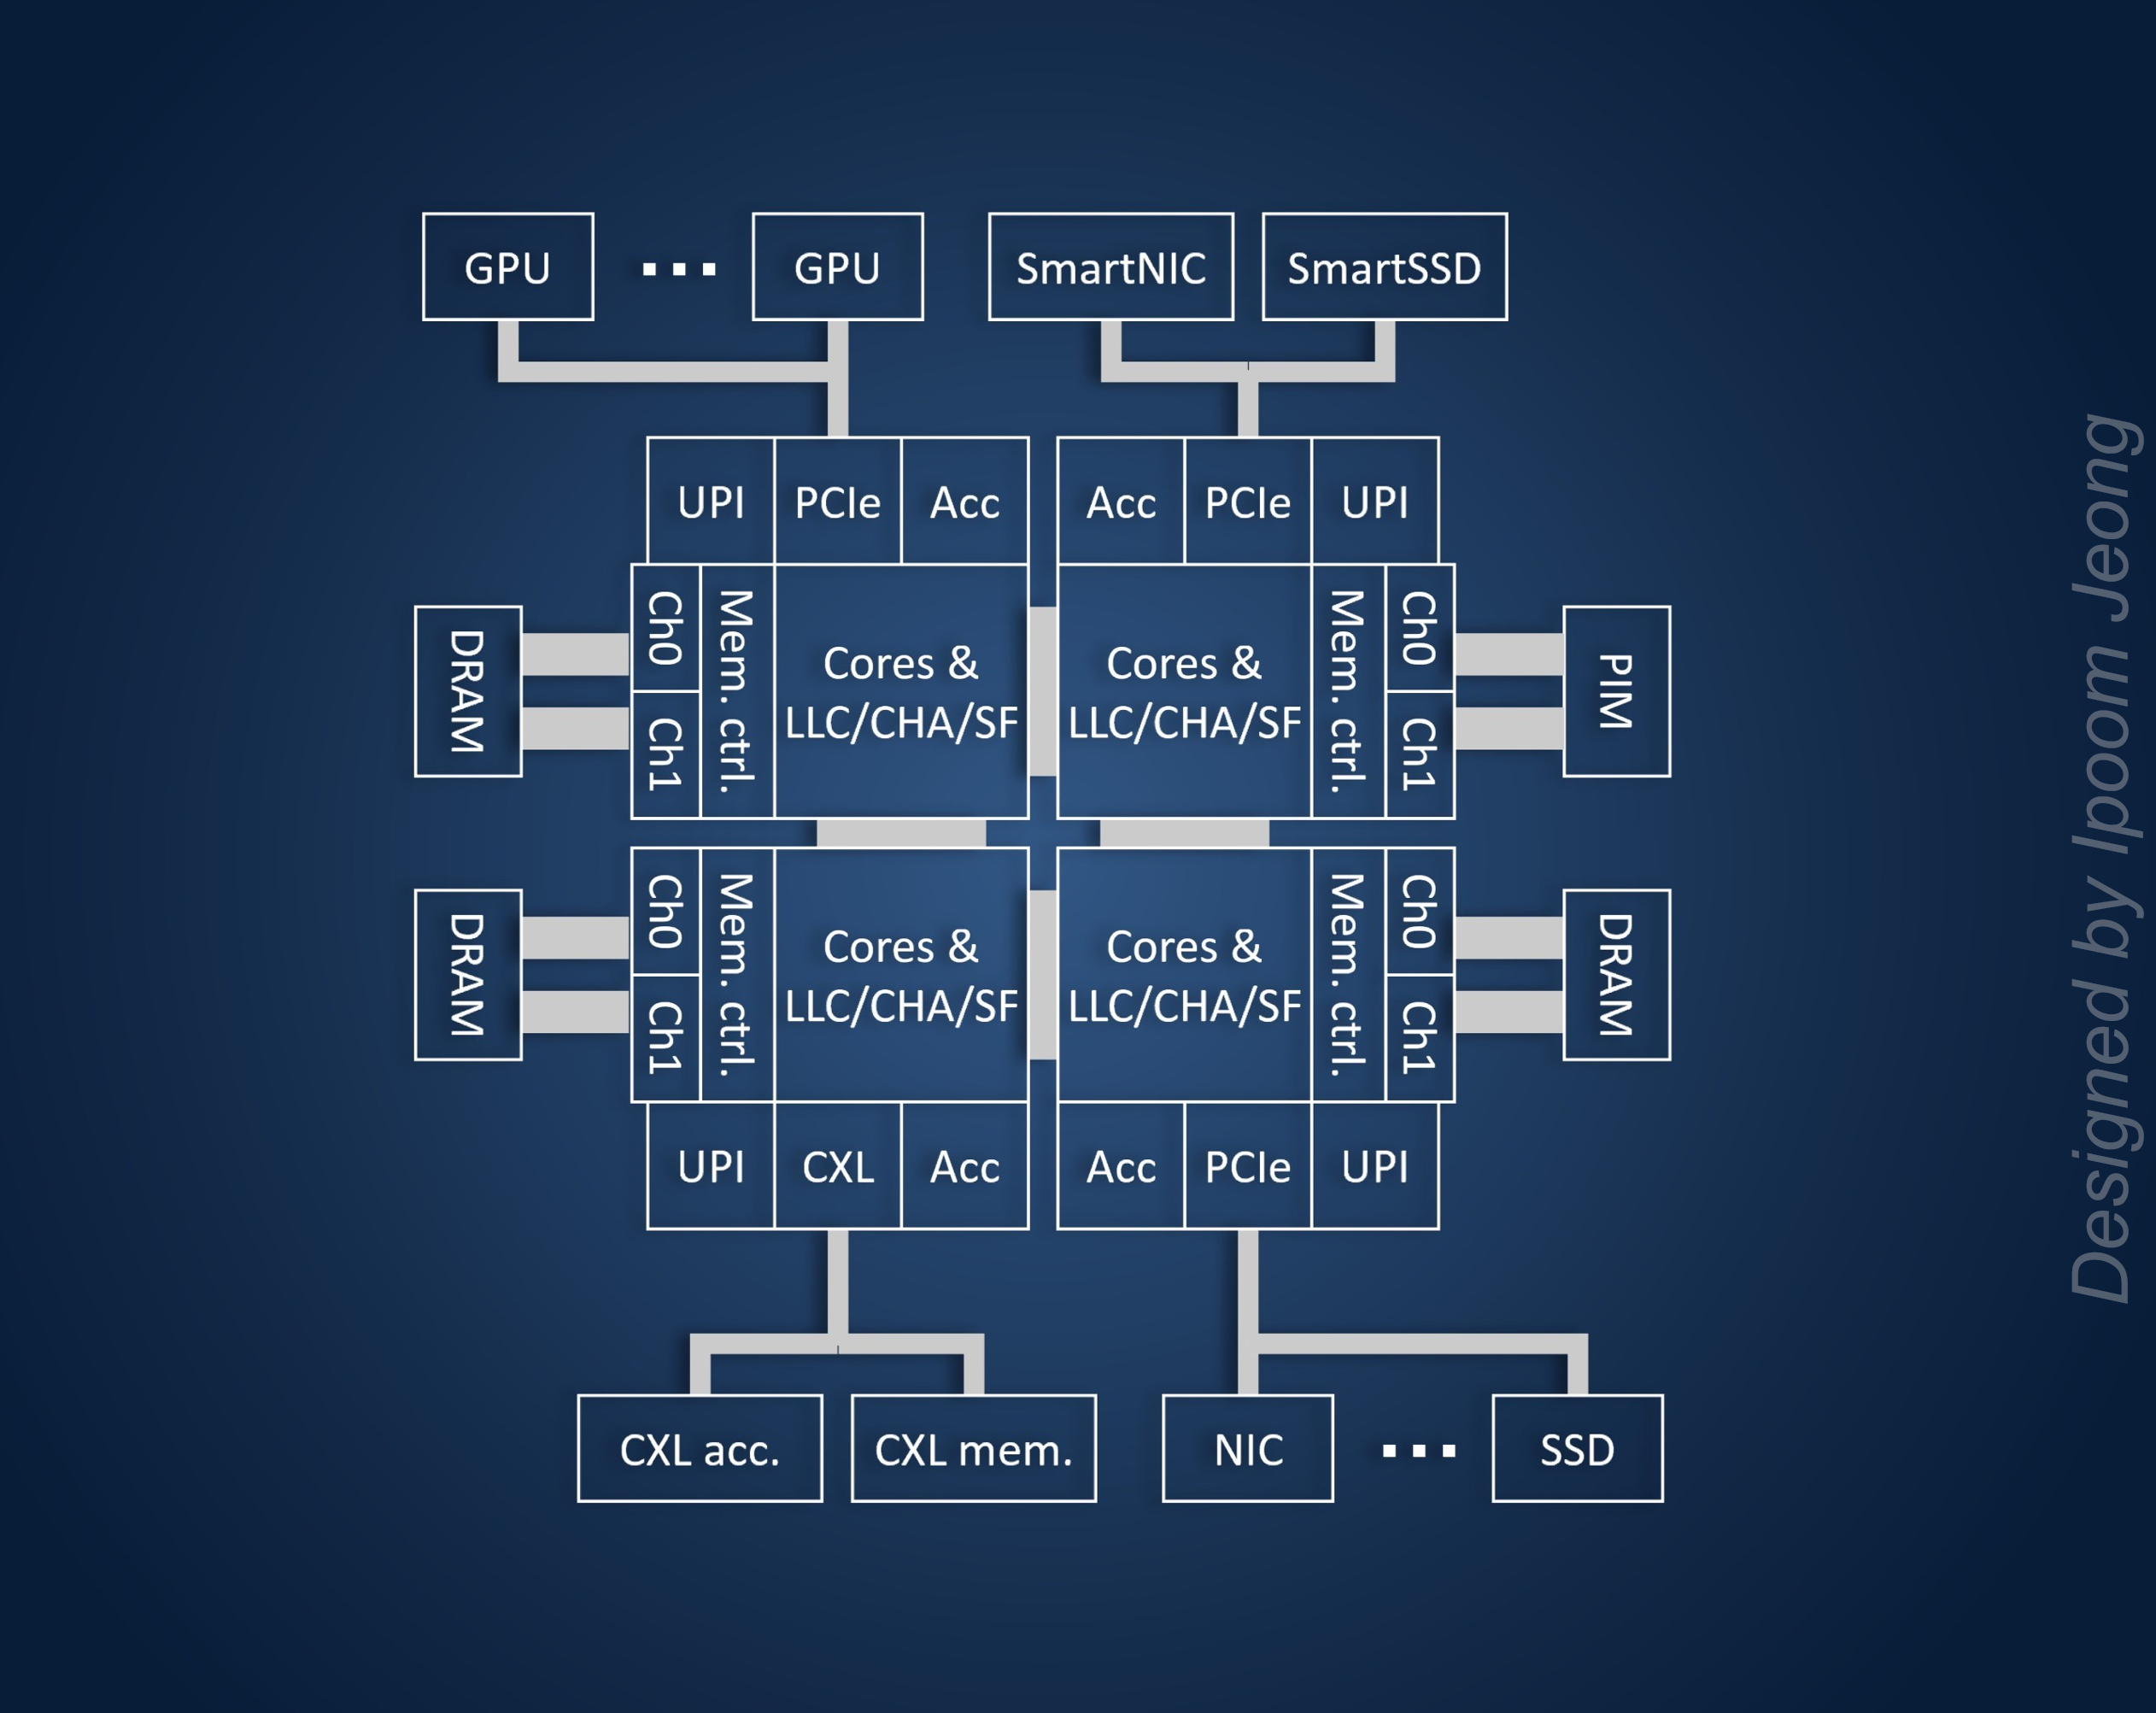 GPU
GPU
SmartNIC
SmartSSD
UPI
PCIe
Acc
Acc
PCIe
UPI
DRAM
Ch0
Ch1
Mem. ctrl.
Cores &
LLC/CHA/SF
Cores &
LLC/CHA/SF
Mem. ctrl.
Ch0
Ch1
PIM
DRAM
Ch0
Ch1
Mem. ctrl.
Cores &
LLC/CHA/SF
Cores &
LLC/CHA/SF
Mem. ctrl.
Ch0
Ch1
DRAM
UPI
CXL
Acc
Acc
PCIe
UPI
CXL acc.
CXL mem.
NIC
SSD
Designed by Ipoom Jeong